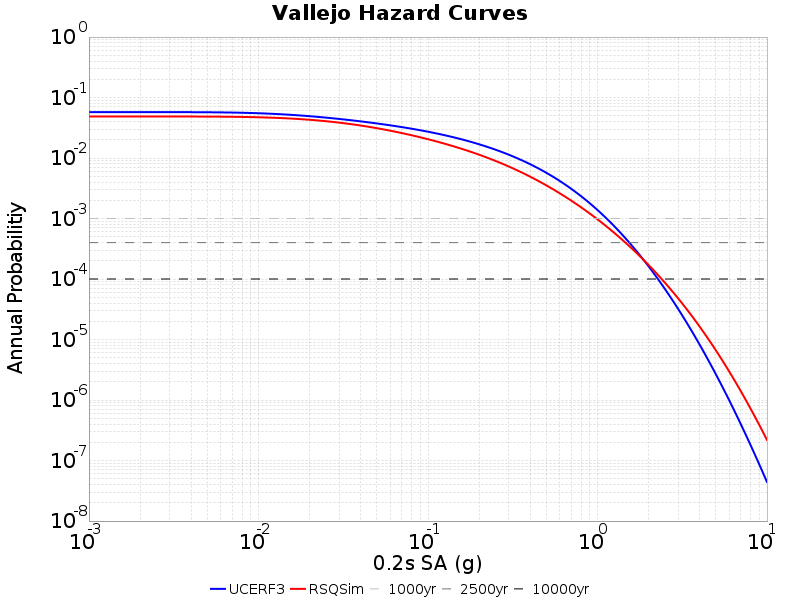 Vallejo Hazard Curves
10^0
10^-1
10^-2
10^-3
10^-4
10^-5
10^-6
10^-7
10^-8
Annual Probabilitiy
10^-3 10^-2 10^-1 10^0 10^1
0.2s SA (g)
UCERF3 RSQSim 1000yr 2500yr 10000yr